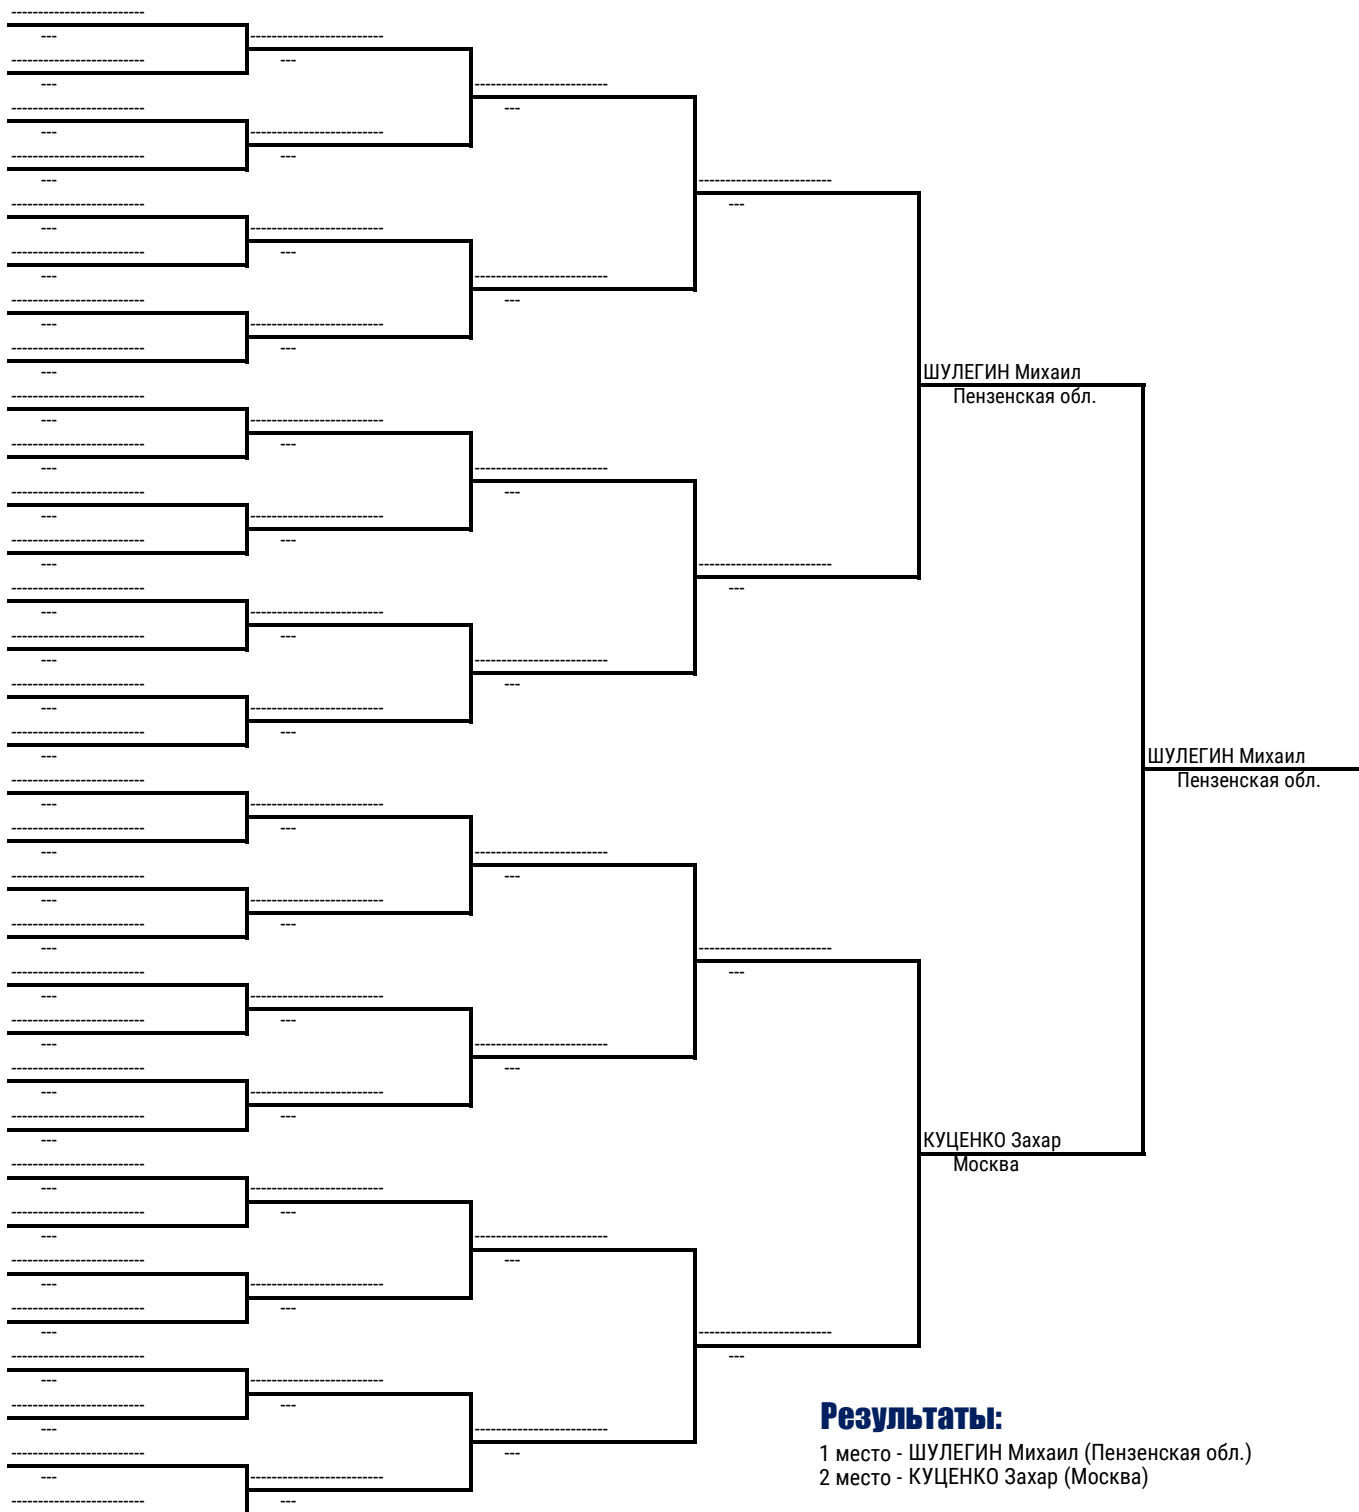 ШУЛЕГИН Михаил
Пензенская обл.
ШУЛЕГИН Михаил
Пензенская обл.
КУЦЕНКО Захар
Москва
Результаты:
1 место - ШУЛЕГИН Михаил (Пензенская обл.)
2 место - КУЦЕНКО Захар (Москва)